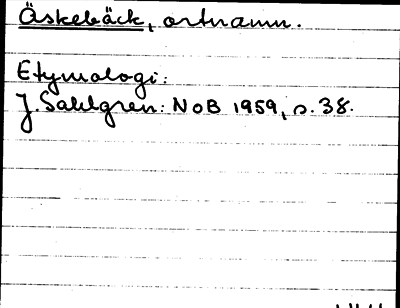 Äskebäck, ortnamn.
Etymologi:
J. Sahlgren: NoB 1959, s. 38.